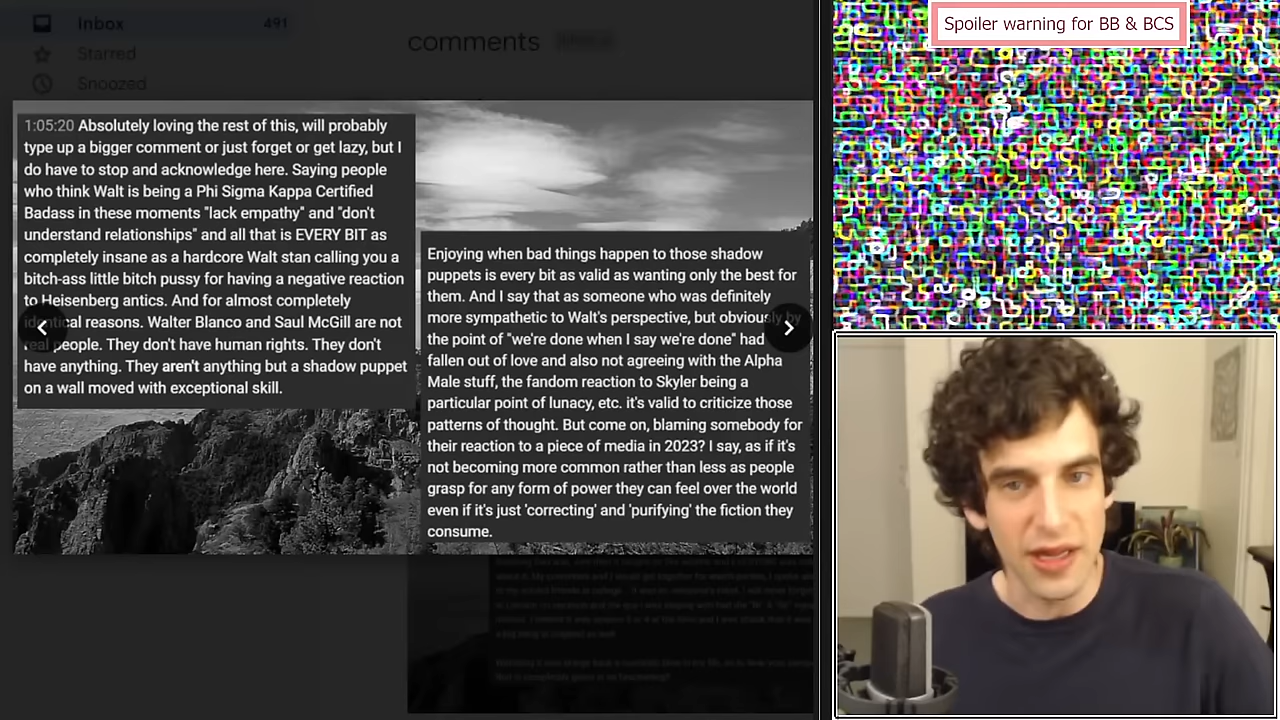 Inbox 491
Starred
Snoozed
comments
Spoiler warning for BB & BCS
1:05:20 Absolutely loving the rest of this, will probably
type up a bigger comment or just forget or get lazy, but I
do have to stop and acknowledge here. Saying people
who think Walt is being a Phi Sigma Kappa Certified
Badass in these moments "lack empathy" and "don't
understand relationships" and all that is EVERY BIT as
completely insane as a hardcore Walt stan calling you a
bitch-ass little bitch pussy for having a negative reaction
to Heisenberg antics. And for almost completely
identical reasons. Walter Blanco and Saul McGill are not
real people. They don't have human rights. They don't
have anything. They aren't anything but a shadow puppet
on a wall moved with exceptional skill.
Enjoying when bad things happen to those shadow
puppets is every bit as valid as wanting only the best for
them. And I say that as someone who was definitely
more sympathetic to Walt's perspective, but obviously by
the point of "we're done when I say we're done" had
fallen out of love and also not agreeing with the Alpha
Male stuff, the fandom reaction to Skyler being a
particular point of lunacy, etc. it's valid to criticize those
patterns of thought. But come on, blaming somebody for
their reaction to a piece of media in 2023? I say, as if it's
not becoming more common rather than less as people
grasp for any form of power they can feel over the world
even if it's just 'correcting' and 'purifying' the fiction they
consume.